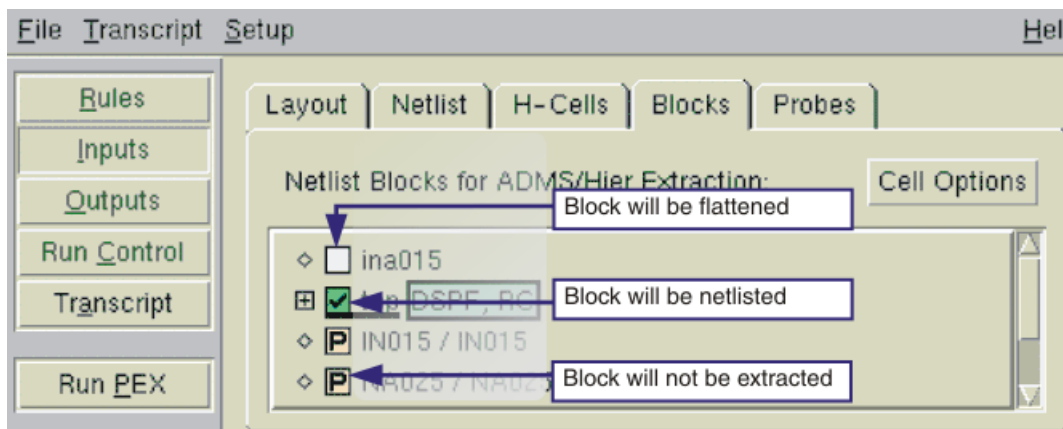 File Transcript Setup Hel
Rules
Inputs
Outputs
Run Control
Transcript
Run PEX
Layout Netlist H-Cells Blocks Probes
Netlist Blocks for ADMS/Hier Extraction:
Cell Options
Block will be flattened
ina015
DSPF, RC
Block will be netlisted
P IN015 / IN015
P NA025 / NA025
Block will not be extracted